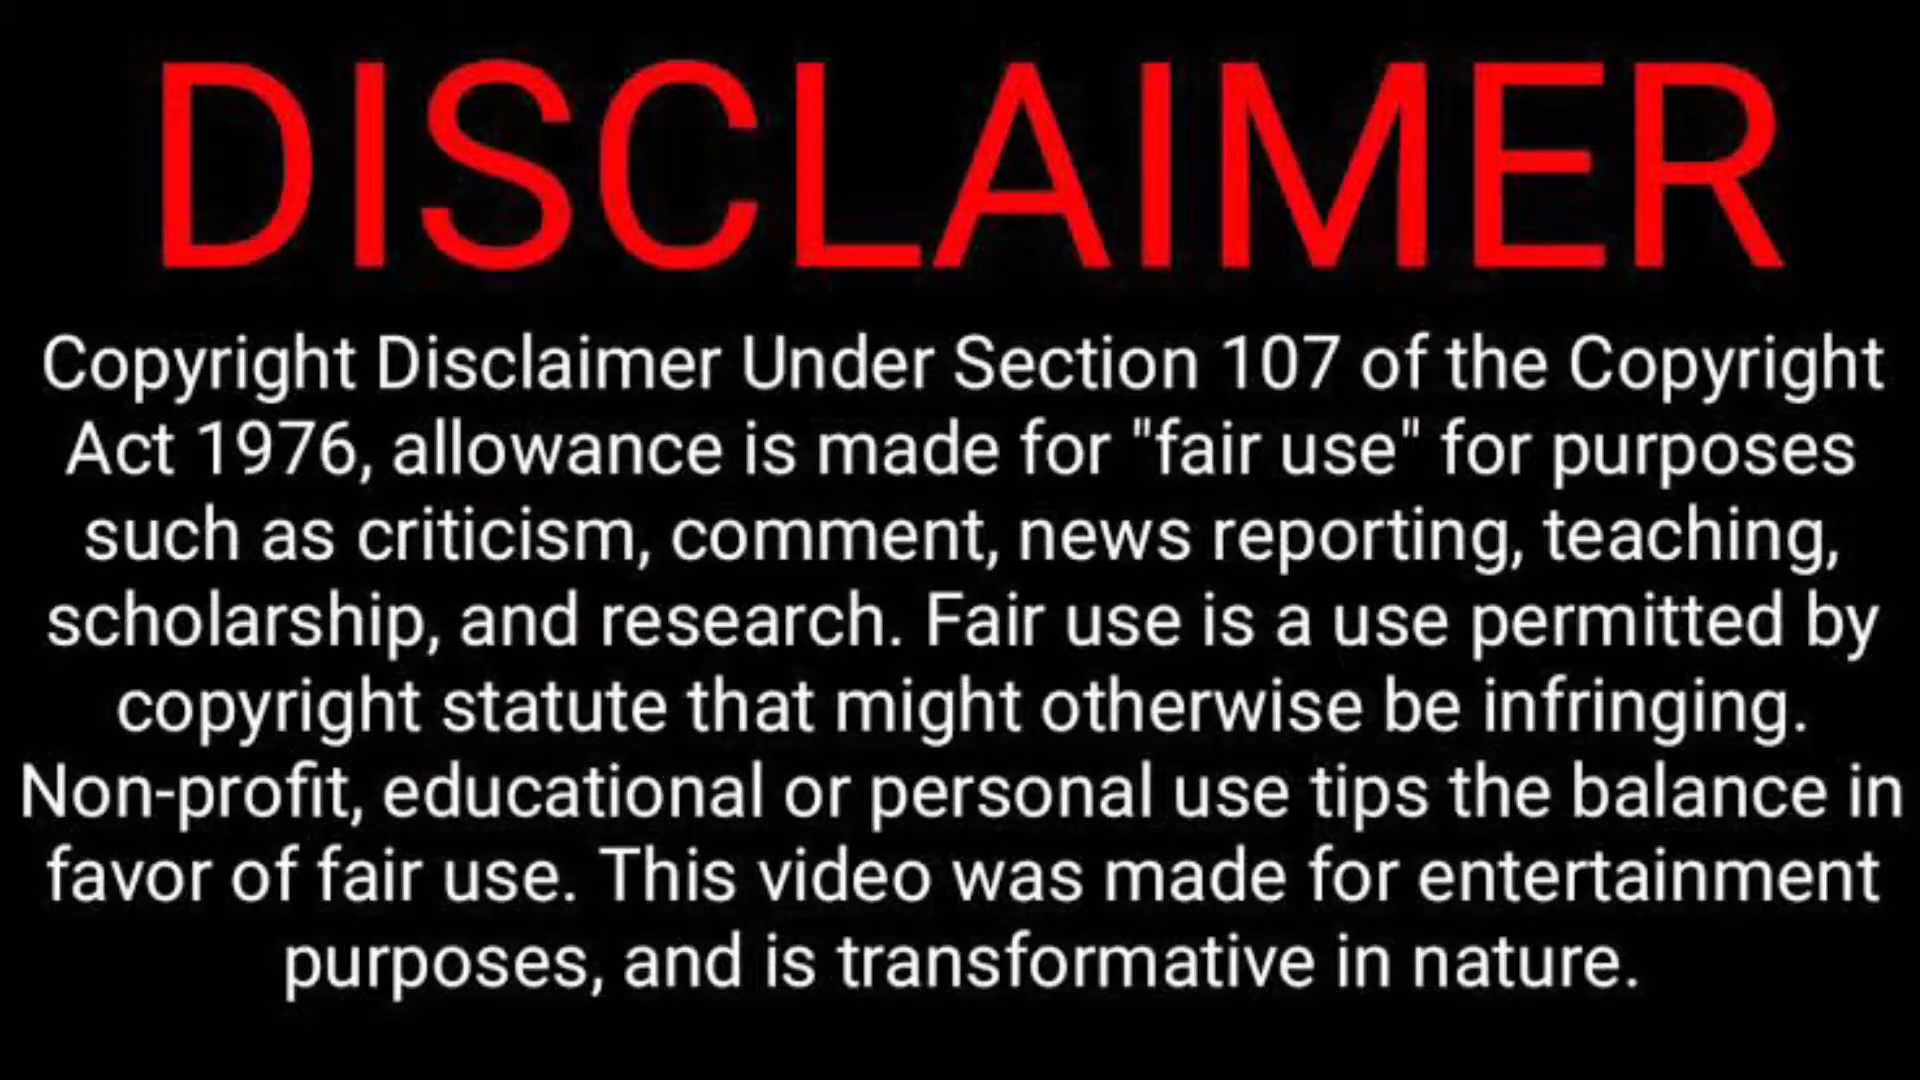 DISCLAIMER
Copyright Disclaimer Under Section 107 of the Copyright
Act 1976, allowance is made for "fair use" for purposes
such as criticism, comment, news reporting, teaching,
scholarship, and research. Fair use is a use permitted by
copyright statute that might otherwise be infringing.
Non-profit, educational or personal use tips the balance in
favor of fair use. This video was made for entertainment
purposes, and is transformative in nature.